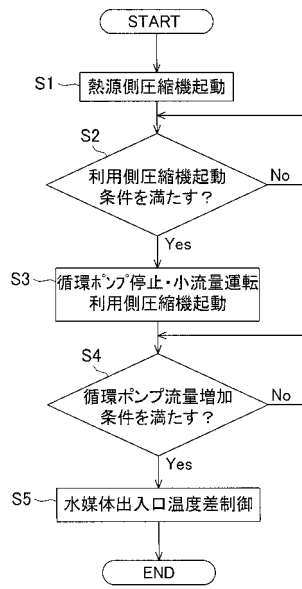 START
S1
熱源側圧縮機起動
S2
利用側圧縮機起動
条件を満たす？
No
Yes
S3
循環ポンプ停止・小流量運転
利用側圧縮機起動
S4
循環ポンプ流量増加
条件を満たす？
No
Yes
S5
水媒体出入口温度差制御
END